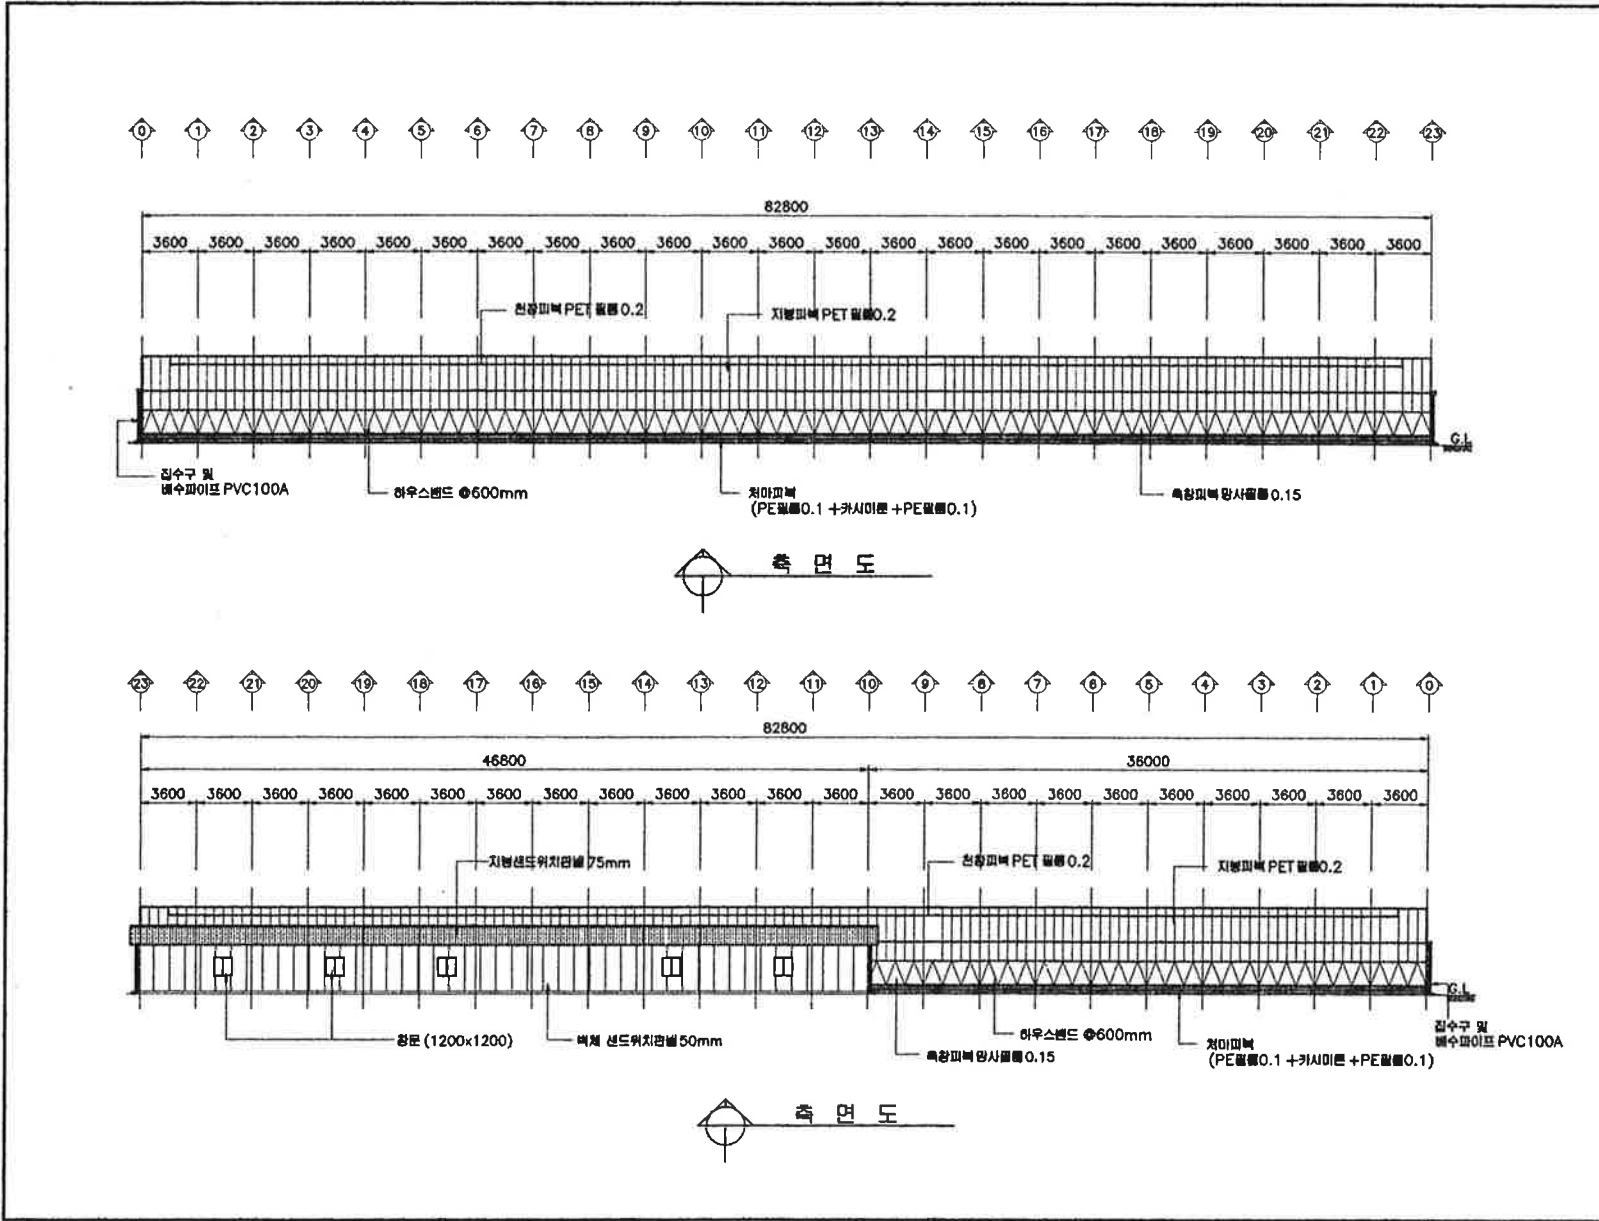 0 1 2 3 4 5 6 7 8 9 10 11 12 13 14 15 16 17 18 19 20 21 22 23
82800
3600 3600 3600 3600 3600 3600 3600 3600 3600 3600 3600 3600 3600 3600 3600 3600 3600 3600 3600 3600 3600 3600 3600
천창피복 PET 필름0.2
지붕피복 PET 필름0.2
G.L
집수구 및
배수파이프 PVC100A
하우스밴드 @600mm
처마피복
(PE필름0.1 +카시미론 +PE필름0.1)
측창피복 망사필름0.15
측 면 도
23 22 21 20 19 18 17 16 15 14 13 12 11 10 9 8 7 6 5 4 3 2 1 0
82800
46800 36000
3600 3600 3600 3600 3600 3600 3600 3600 3600 3600 3600 3600 3600 3600 3600 3600 3600 3600 3600 3600 3600 3600 3600
지붕샌드위치판넬 75mm
천창피복 PET 필름0.2
지붕피복 PET 필름0.2
G.L
창문 (1200x1200)
벽체 샌드위치판넬 50mm
측창피복 망사필름0.15
하우스밴드 @600mm
처마피복
(PE필름0.1 +카시미론 +PE필름0.1)
집수구 및
배수파이프 PVC100A
측 면 도